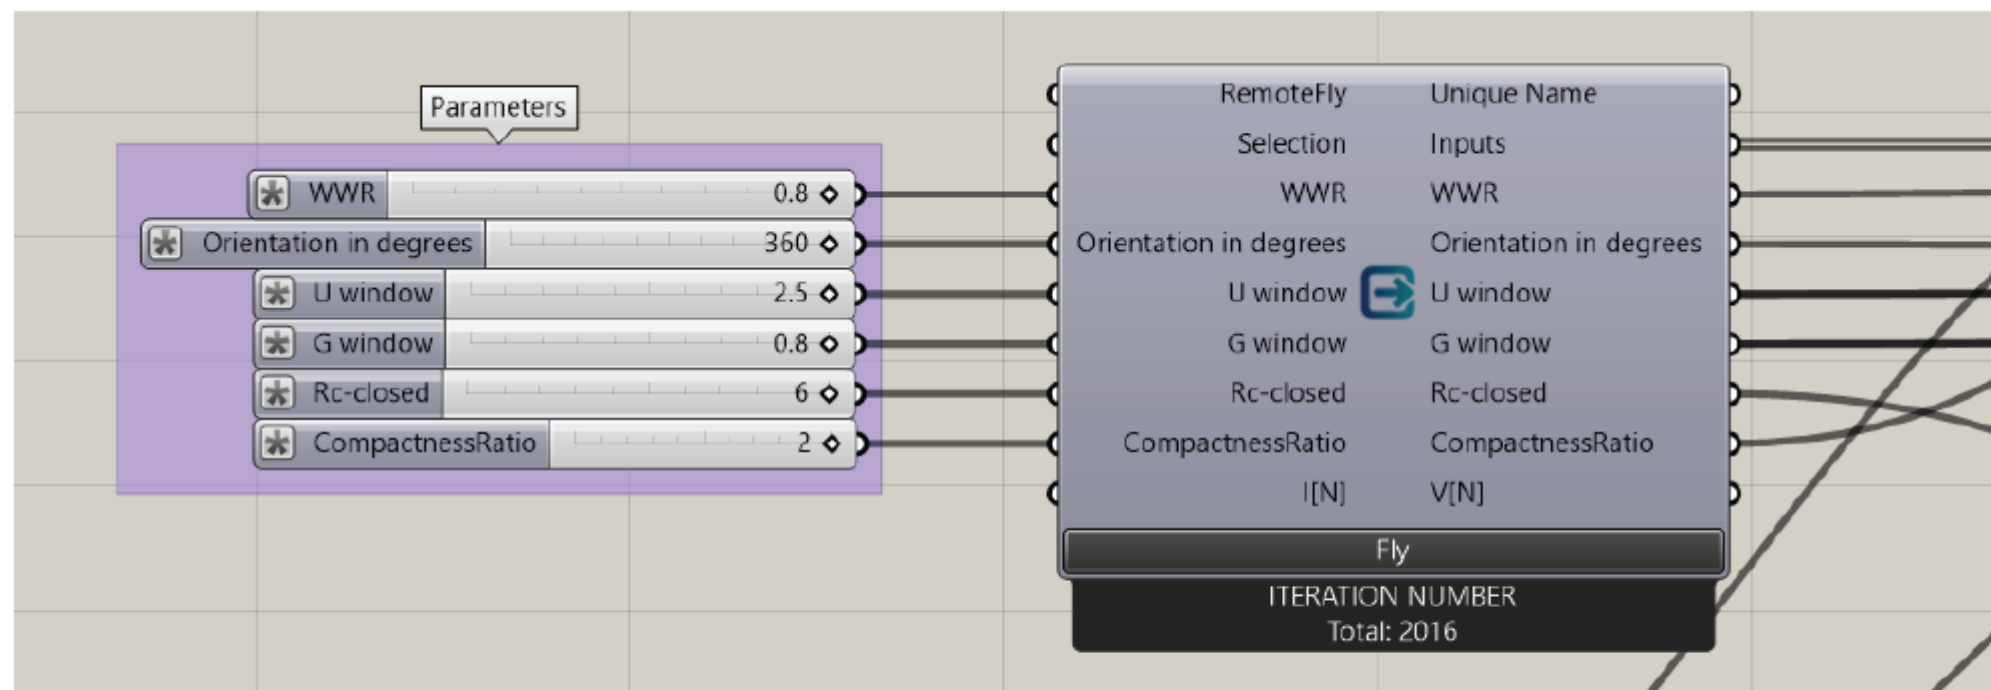 Parameters
WWR 0.8
Orientation in degrees 360
U window 2.5
G window 0.8
Rc-closed 6
CompactnessRatio 2
RemoteFly Unique Name
Selection Inputs
WWR WWR
Orientation in degrees Orientation in degrees
U window U window
G window G window
Rc-closed Rc-closed
CompactnessRatio CompactnessRatio
I[N] V[N]
Fly
ITERATION NUMBER
Total: 2016